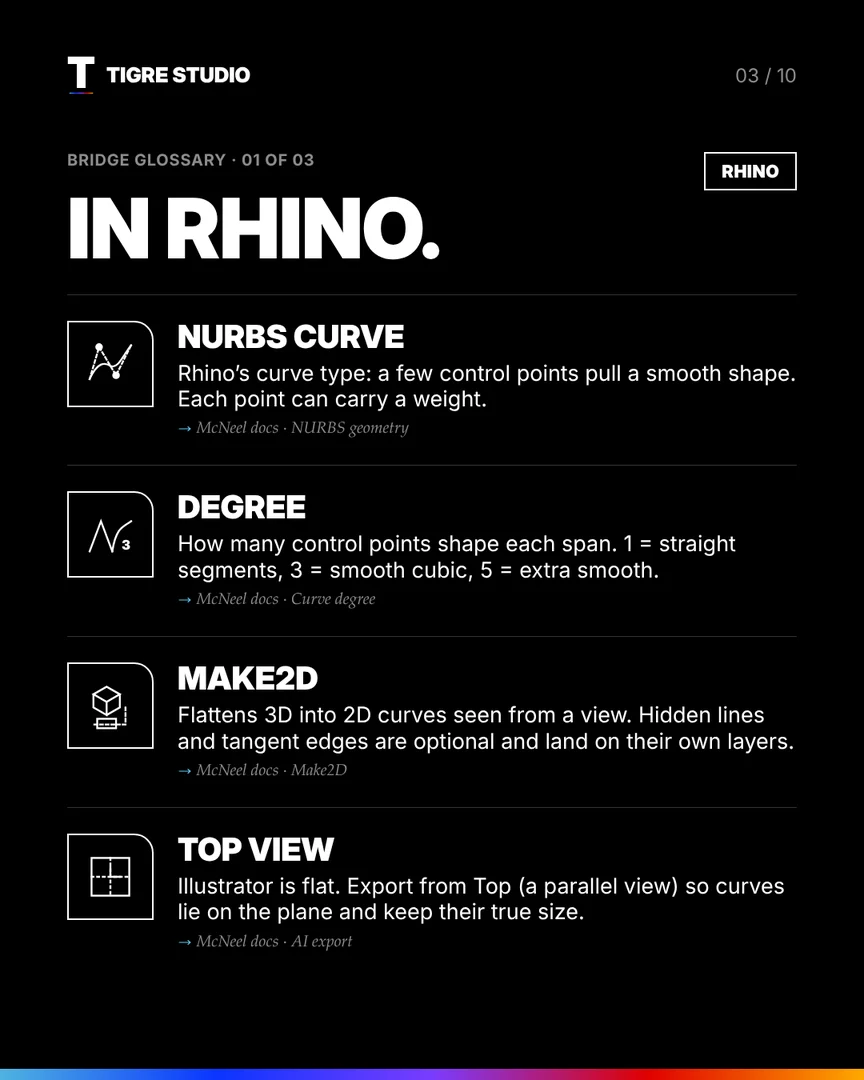 T TIGRE STUDIO
03 / 10
BRIDGE GLOSSARY · 01 OF 03
RHINO
IN RHINO.
NURBS CURVE
Rhino’s curve type: a few control points pull a smooth shape.
Each point can carry a weight.
→ McNeel docs · NURBS geometry
3
DEGREE
How many control points shape each span. 1 = straight
segments, 3 = smooth cubic, 5 = extra smooth.
→ McNeel docs · Curve degree
MAKE2D
Flattens 3D into 2D curves seen from a view. Hidden lines
and tangent edges are optional and land on their own layers.
→ McNeel docs · Make2D
TOP VIEW
Illustrator is flat. Export from Top (a parallel view) so curves
lie on the plane and keep their true size.
→ McNeel docs · AI export